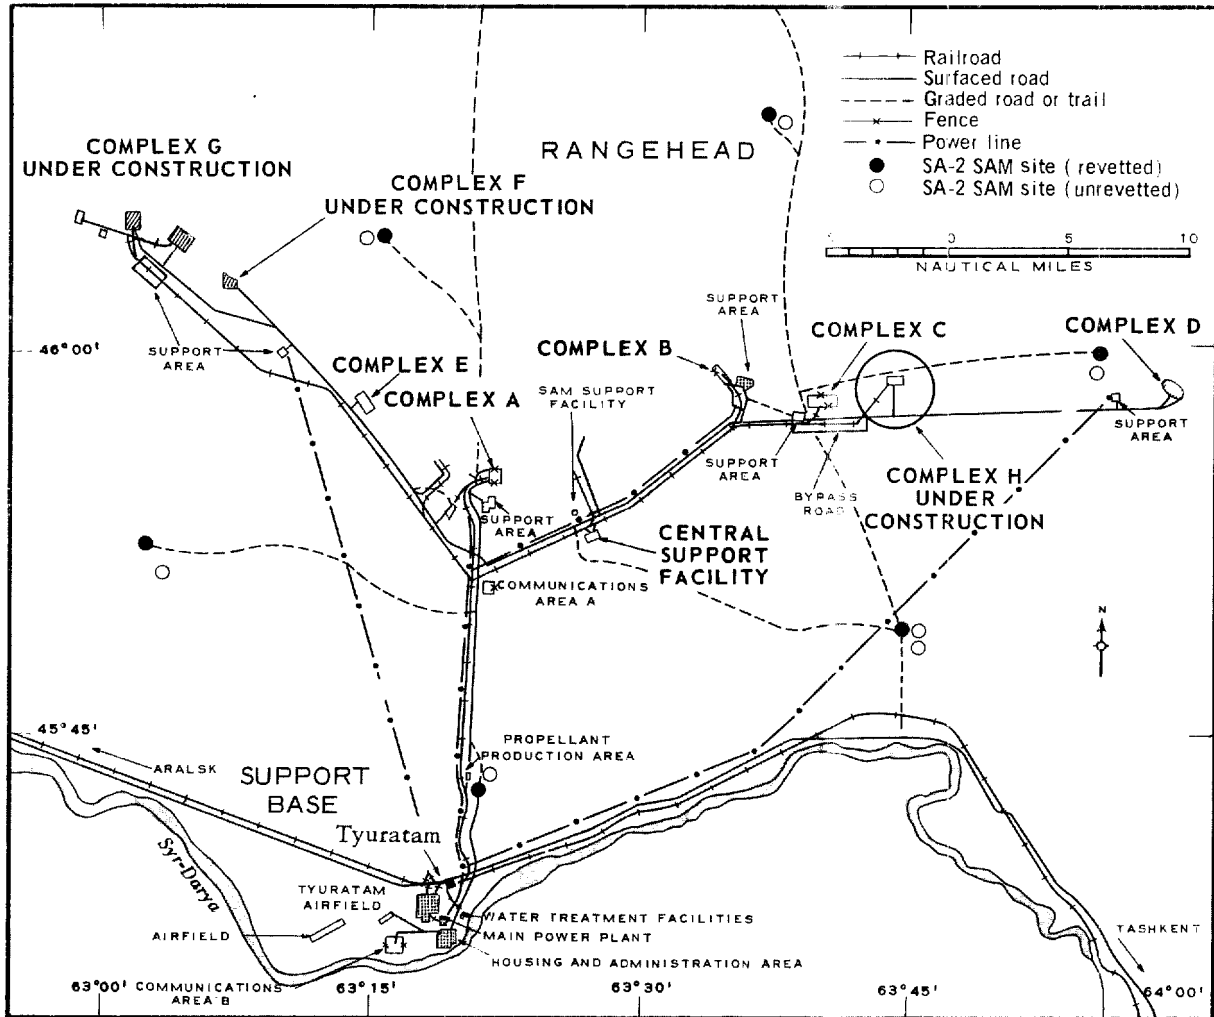 Railroad
Surfaced road
Graded road or trail
Fence
Power line
SA-2 SAM site (revetted)
SA-2 SAM site (unrevetted)
0 5 10
NAUTICAL MILES
RANGEHEAD
COMPLEX G
UNDER CONSTRUCTION
COMPLEX F
UNDER CONSTRUCTION
SUPPORT
AREA
46°00'
SUPPORT
AREA
COMPLEX E
COMPLEX A
COMPLEX B
SAM SUPPORT
FACILITY
COMPLEX C
COMPLEX D
SUPPORT
AREA
SUPPORT
AREA
BYPASS
ROAD
COMPLEX H
UNDER
CONSTRUCTION
SUPPORT
AREA
CENTRAL
SUPPORT
FACILITY
COMMUNICATIONS
AREA A
N
45°45'
ARALSK
SUPPORT
BASE
PROPELLANT
PRODUCTION AREA
Tyuratam
Syr-Darya
TYURATAM
AIRFIELD
AIRFIELD
WATER TREATMENT FACILITIES
MAIN POWER PLANT
HOUSING AND ADMINISTRATION AREA
TASHKENT
COMMUNICATIONS
AREA B
63°00' 63°15' 63°30' 63°45' 64°00'